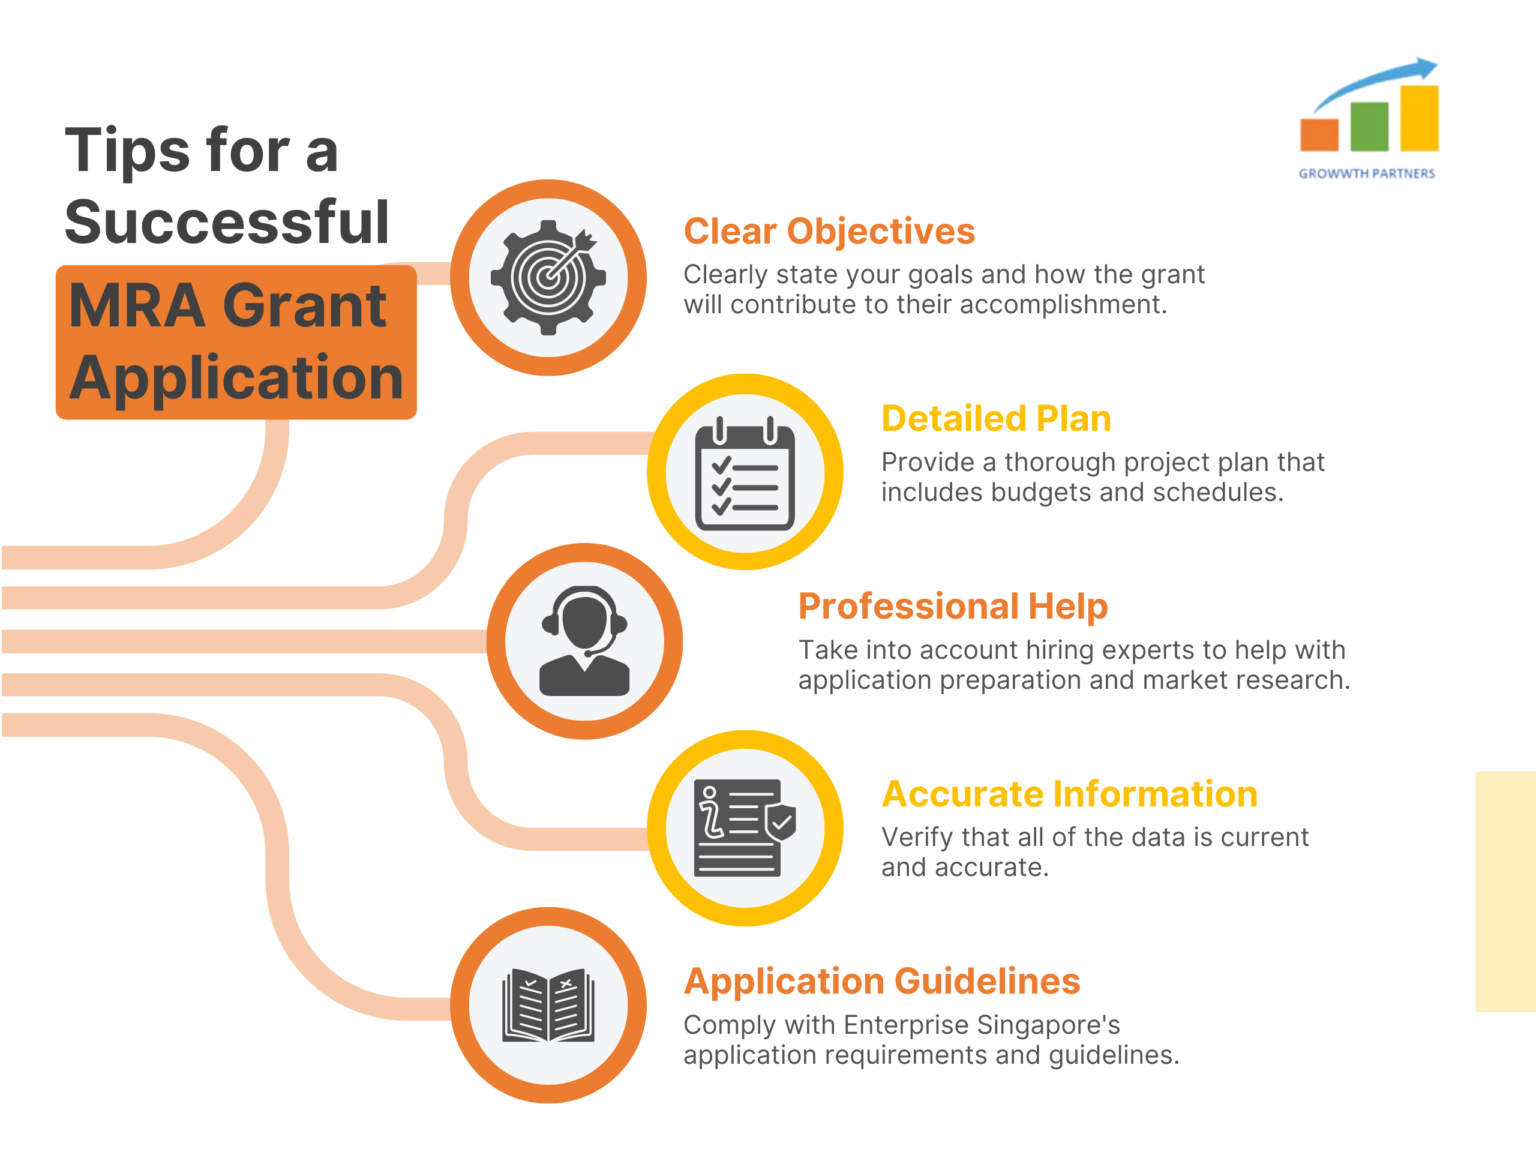 Tips for a
Successful
MRA Grant
Application
GROWWTH PARTNERS
Clear Objectives
Clearly state your goals and how the grant
will contribute to their accomplishment.
Detailed Plan
Provide a thorough project plan that
includes budgets and schedules.
Professional Help
Take into account hiring experts to help with
application preparation and market research.
Accurate Information
Verify that all of the data is current
and accurate.
Application Guidelines
Comply with Enterprise Singapore's
application requirements and guidelines.